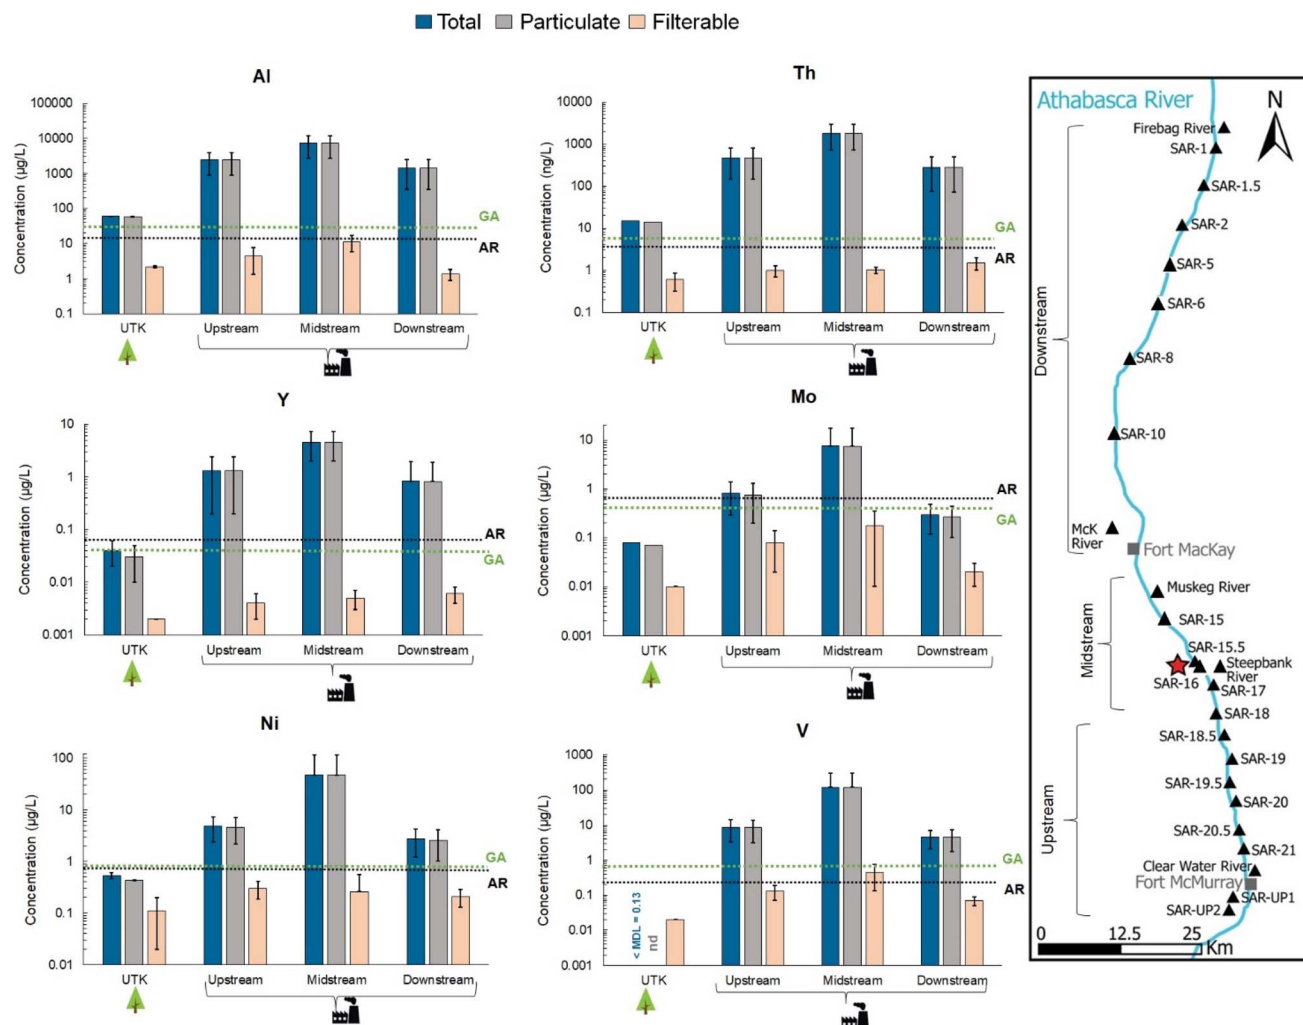 Total Particulate Filterable
Al
Concentration (µg/L)
100000
10000
1000
100
10
1
0.1
GA
AR
UTK Upstream Midstream Downstream
Th
Concentration (ng/L)
10000
1000
100
10
1
0.1
GA
AR
UTK Upstream Midstream Downstream
Y
Concentration (µg/L)
10
1
0.1
0.01
0.001
AR
GA
UTK Upstream Midstream Downstream
Mo
Concentration (µg/L)
10
1
0.1
0.01
0.001
AR
GA
UTK Upstream Midstream Downstream
Ni
Concentration (µg/L)
100
10
1
0.1
0.01
GA
AR
UTK Upstream Midstream Downstream
V
Concentration (µg/L)
1000
100
10
1
0.1
0.01
0.001
< MDL = 0.13
nd
GA
AR
UTK Upstream Midstream Downstream
Athabasca River
N
Downstream
Firebag River
SAR-1
SAR-1.5
SAR-2
SAR-5
SAR-6
SAR-8
SAR-10
McK
River
Fort MacKay
Midstream
Muskeg River
SAR-15
SAR-15.5
Steepbank
River
SAR-16
SAR-17
SAR-18
Upstream
SAR-18.5
SAR-19
SAR-19.5
SAR-20
SAR-20.5
SAR-21
Clear Water River
Fort McMurray
SAR-UP1
SAR-UP2
0 12.5 25
Km